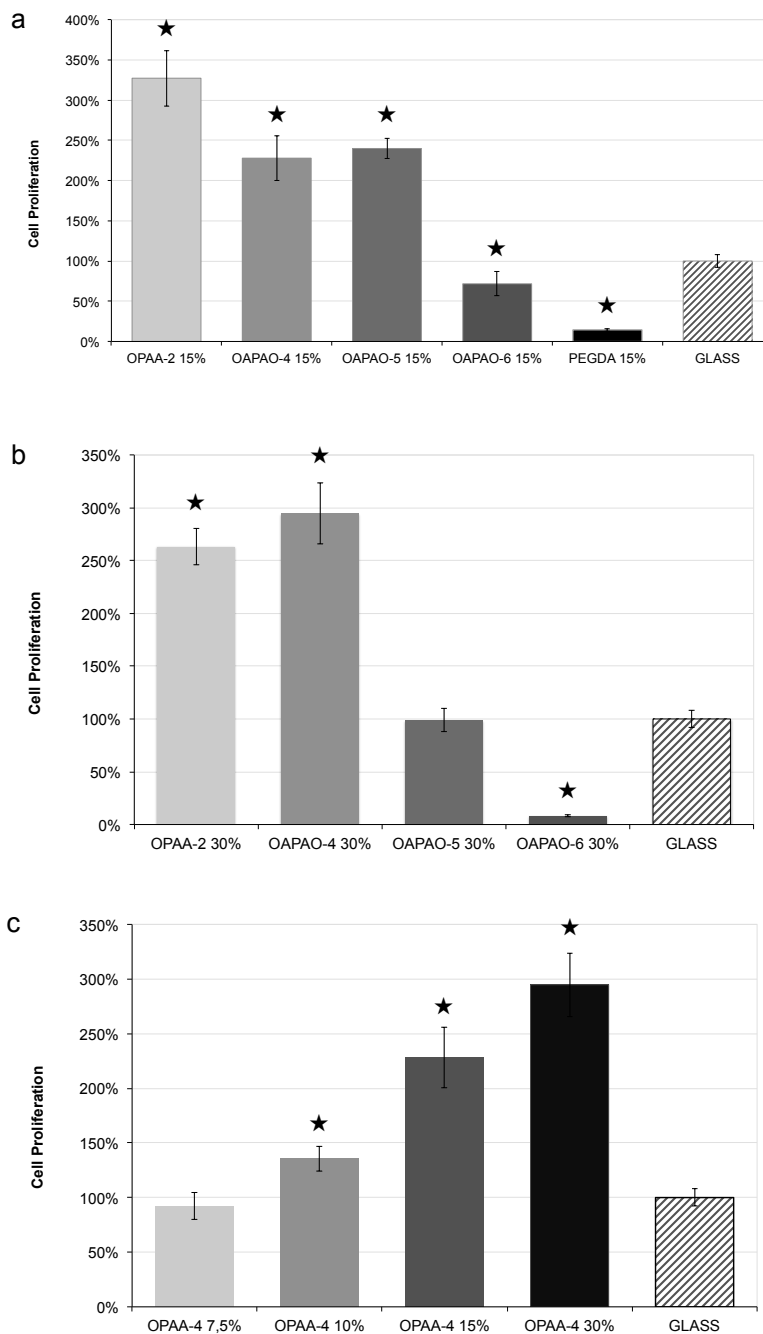 a
400%
350%
300%
250%
200%
150%
100%
50%
0%
Cell Proliferation
OPAA-2 15% OAPAO-4 15% OAPAO-5 15% OAPAO-6 15% PEGDA 15% GLASS
b
350%
300%
250%
200%
150%
100%
50%
0%
Cell Proliferation
OPAA-2 30% OAPAO-4 30% OAPAO-5 30% OAPAO-6 30% GLASS
c
350%
300%
250%
200%
150%
100%
50%
0%
Cell Proliferation
OPAA-4 7,5% OPAA-4 10% OPAA-4 15% OPAA-4 30% GLASS